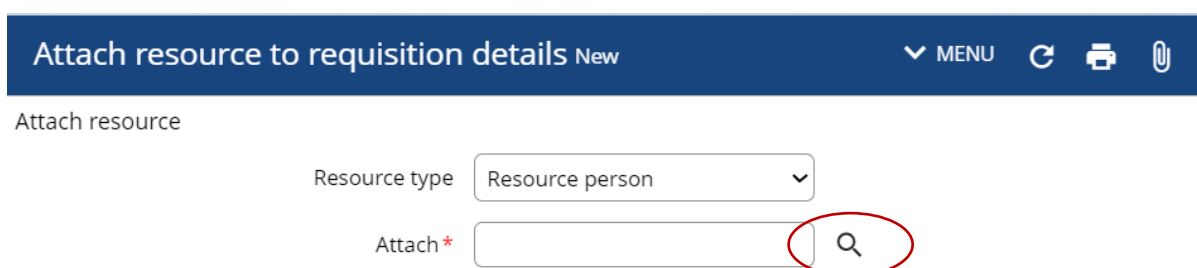 Attach resource to requisition details New MENU
Attach resource
Resource type Resource person
Attach*